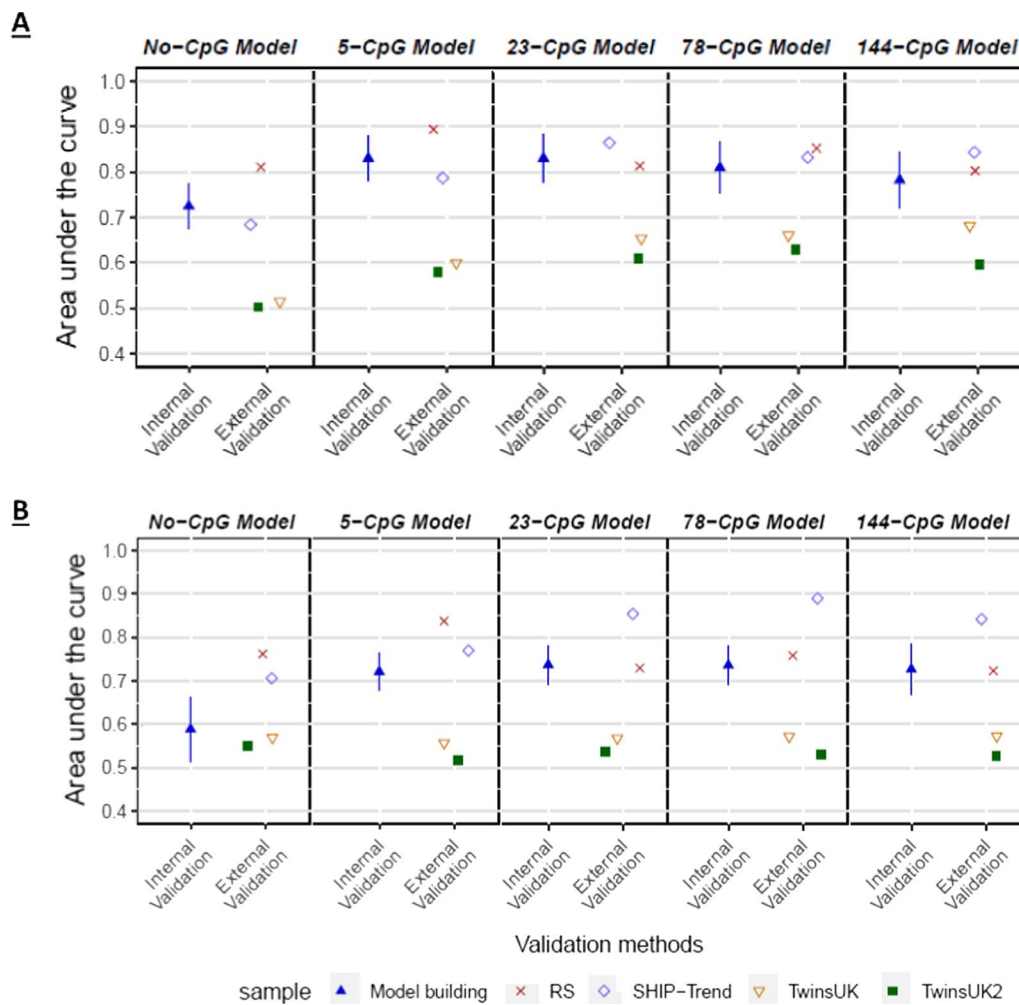 A
No−CpG Model 5−CpG Model 23−CpG Model 78−CpG Model 144−CpG Model
Area under the curve
1.0
0.9
0.8
0.7
0.6
0.5
0.4
Internal Validation External Validation Internal Validation External Validation Internal Validation External Validation Internal Validation External Validation Internal Validation External Validation
B
No−CpG Model 5−CpG Model 23−CpG Model 78−CpG Model 144−CpG Model
Area under the curve
1.0
0.9
0.8
0.7
0.6
0.5
0.4
Internal Validation External Validation Internal Validation External Validation Internal Validation External Validation Internal Validation External Validation Internal Validation External Validation
Validation methods
sample Model building RS SHIP−Trend TwinsUK TwinsUK2